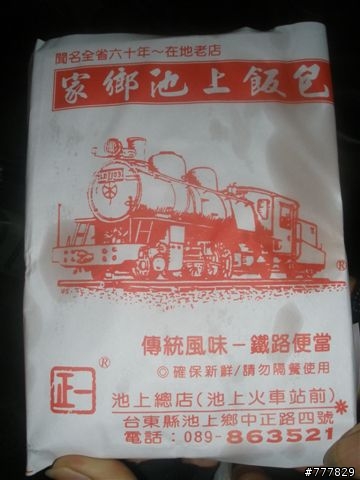 聞名全省六十年～在地老店
家鄉池上飯包
傳統風味－鐵路便當
◎確保新鮮/請勿隔餐使用
正一
®
®
池上總店(池上火車站前)
台東縣池上鄉中正路四號
電話：089-863521
#777829